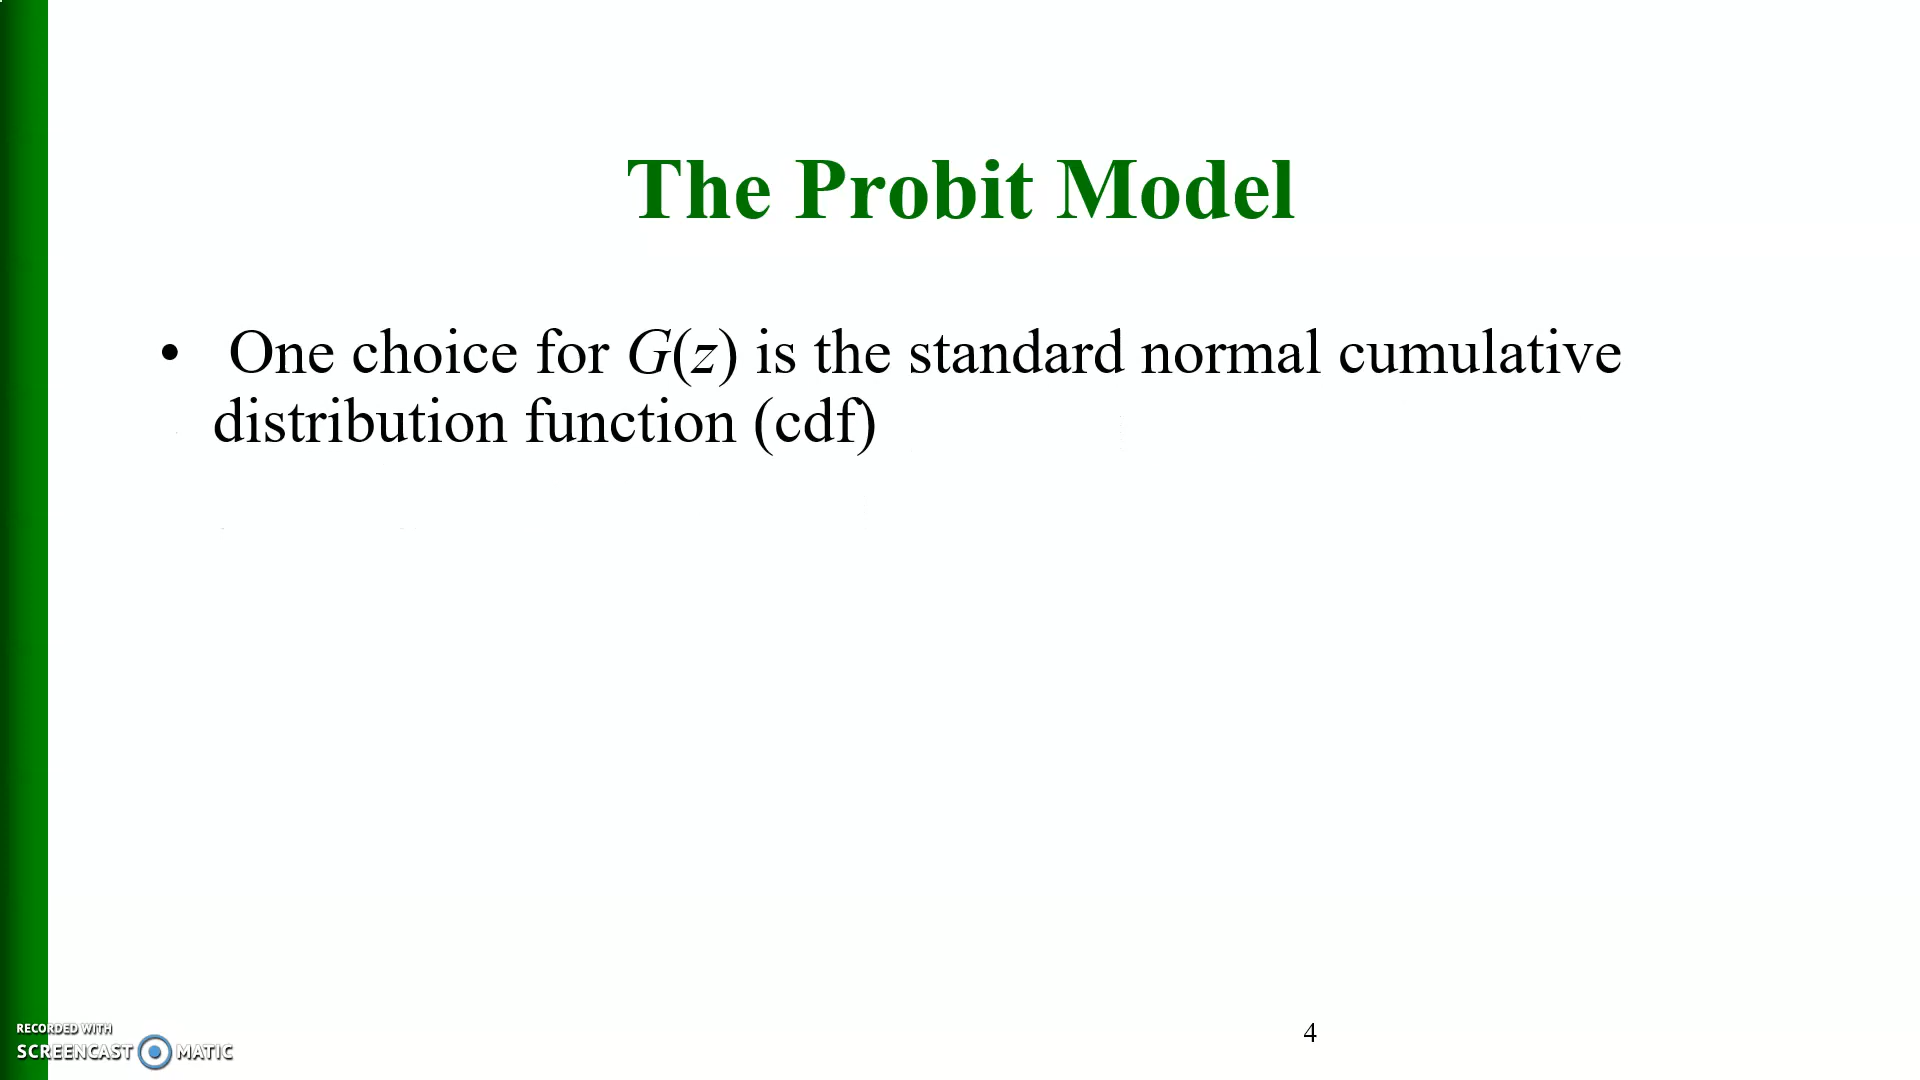 The Probit Model
• One choice for G(z) is the standard normal cumulative
distribution function (cdf)
4
RECORDED WITH
SCREENCAST MATIC